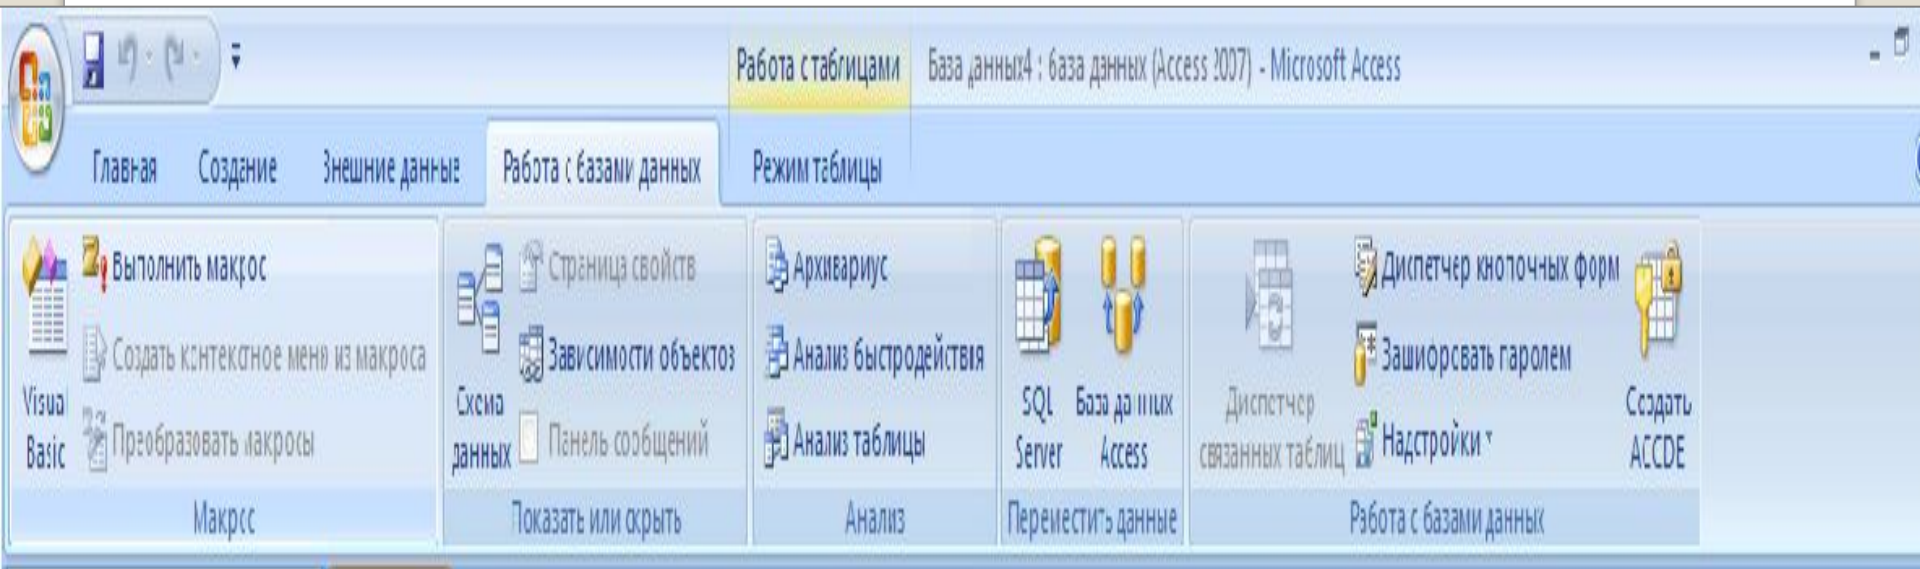 Работа с таблицами База данных4 : база данных (Access 2007) - Microsoft Access
Главная Создание Внешние данные Работа с базами данных Режим таблицы
Visual
Basic
Выполнить макрос
Создать контекстное меню из макроса
Преобразовать макросы
Макрос
Схема
данных
Страница свойств
Зависимости объектов
Панель сообщений
Показать или скрыть
Архивариус
Анализ быстродействия
Анализ таблицы
Анализ
SQL
Server
База данных
Access
Переместить данные
Диспетчер
связанных таблиц
Диспетчер кнопочных форм
Зашифровать паролем
Надстройки
Создать
ACCDE
Работа с базами данных